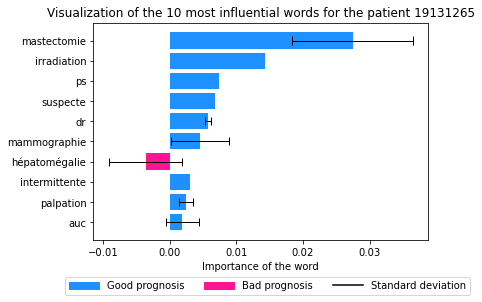 Visualization of the 10 most influential words for the patient 19131265
mastectomie
irradiation
ps
suspecte
dr
mammographie
hépatomégalie
intermittente
palpation
auc
−0.01 0.00 0.01 0.02 0.03
Importance of the word
Good prognosis Bad prognosis Standard deviation